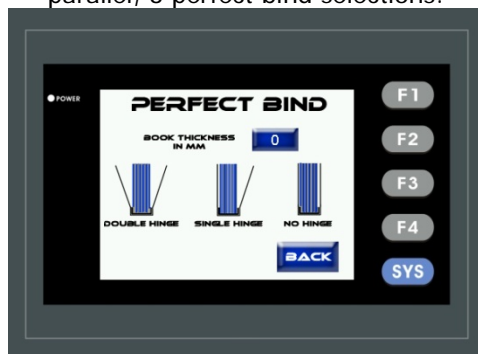 parallel, 3 perfect bind selections.
POWER
PERFECT BIND
BOOK THICKNESS
IN MM
0
DOUBLE HINGE SINGLE HINGE NO HINGE
BACK
F1
F2
F3
F4
SYS